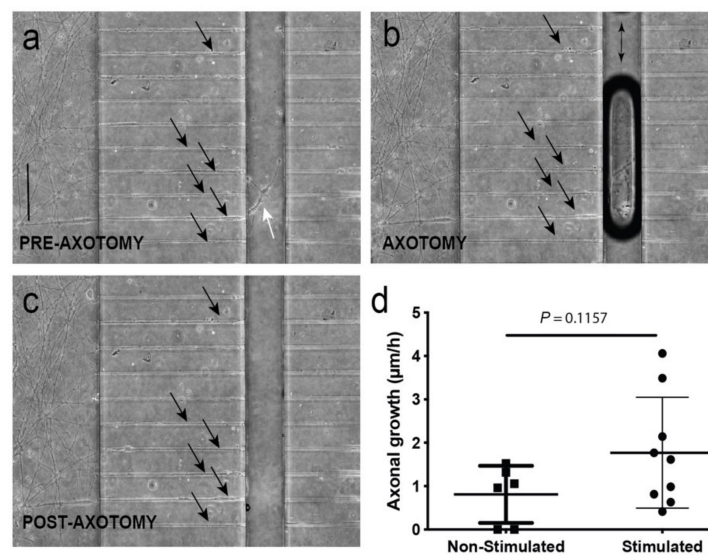 a
PRE-AXOTOMY
b
AXOTOMY
c
POST-AXOTOMY
d
P = 0.1157
Axonal growth (μm/h)
5
4
3
2
1
0
Non-Stimulated
Stimulated